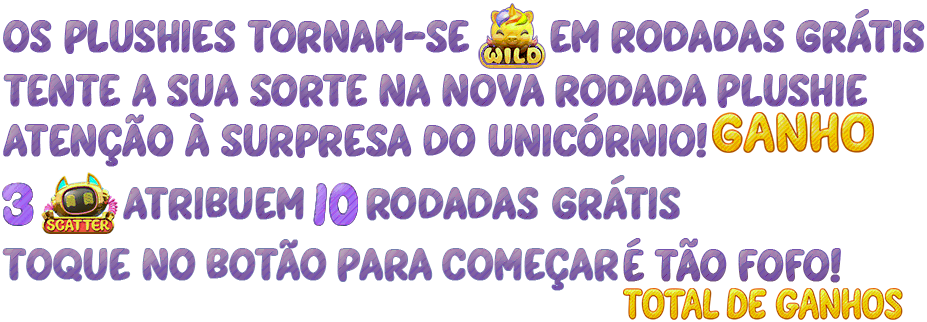 OS PLUSHIES TORNAM-SE WILD EM RODADAS GRÁTIS
TENTE A SUA SORTE NA NOVA RODADA PLUSHIE
ATENÇÃO À SURPRESA DO UNICÓRNIO! GANHO
3 SCATTER ATRIBUEM 10 RODADAS GRÁTIS
TOQUE NO BOTÃO PARA COMEÇAR É TÃO FOFO!
TOTAL DE GANHOS